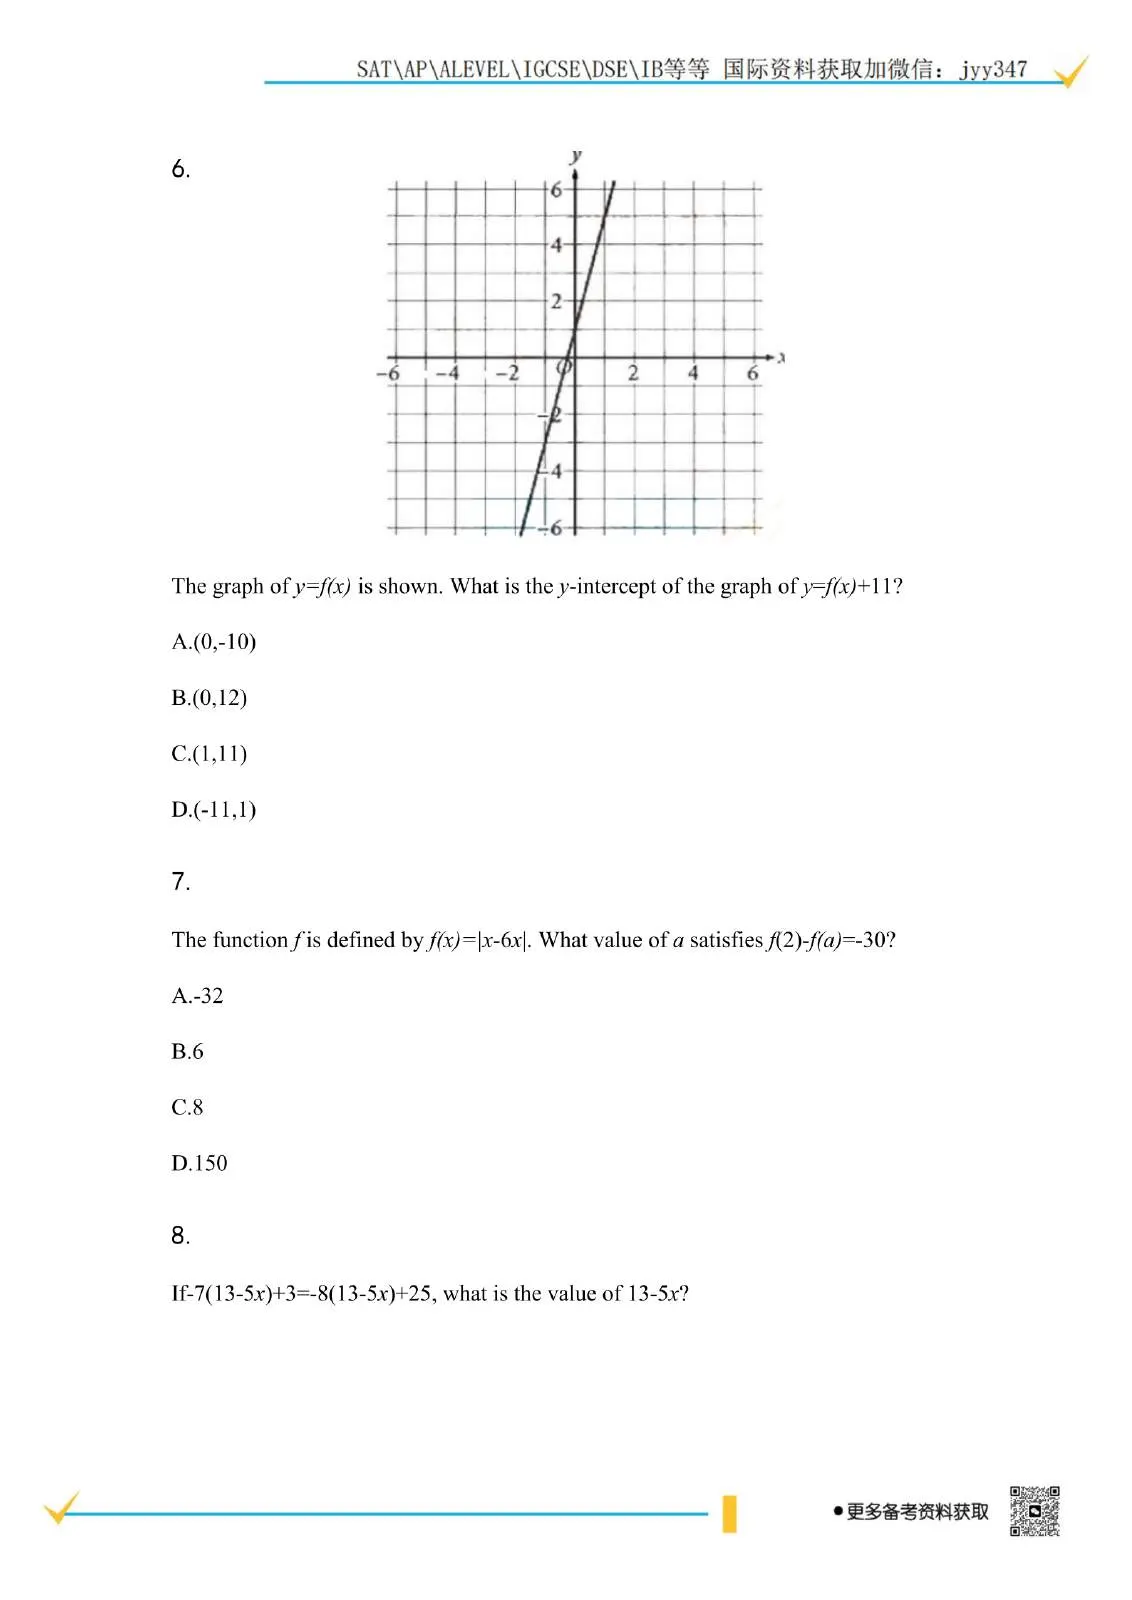 SAT\AP\ALEVEL\IGCSE\DSE\IB等等 国际资料获取加微信：jyy347
6.
y
6
4
2
-6 -4 -2 O 2 4 6 x
-2
-4
-6
The graph of y=f(x) is shown. What is the y-intercept of the graph of y=f(x)+11?
A.(0,-10)
B.(0,12)
C.(1,11)
D.(-11,1)
7.
The function f is defined by f(x)=|x-6x|. What value of a satisfies f(2)-f(a)=-30?
A.-32
B.6
C.8
D.150
8.
If-7(13-5x)+3=-8(13-5x)+25, what is the value of 13-5x?
●更多备考资料获取